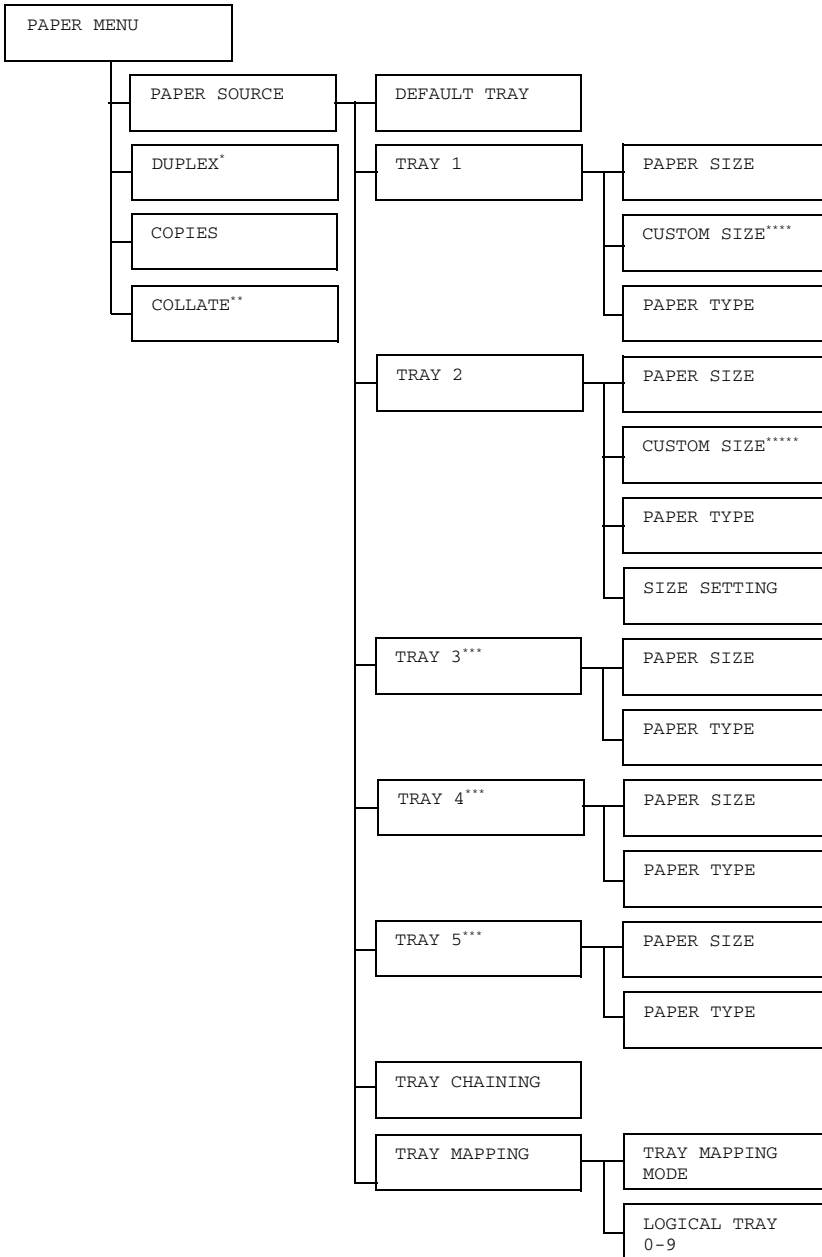 PAPER MENU
PAPER SOURCE
DEFAULT TRAY
DUPLEX*
TRAY 1
PAPER SIZE
COPIES
CUSTOM SIZE****
COLLATE**
PAPER TYPE
TRAY 2
PAPER SIZE
CUSTOM SIZE*****
PAPER TYPE
SIZE SETTING
TRAY 3***
PAPER SIZE
PAPER TYPE
TRAY 4***
PAPER SIZE
PAPER TYPE
TRAY 5***
PAPER SIZE
PAPER TYPE
TRAY CHAINING
TRAY MAPPING
TRAY MAPPING
MODE
LOGICAL TRAY
0-9